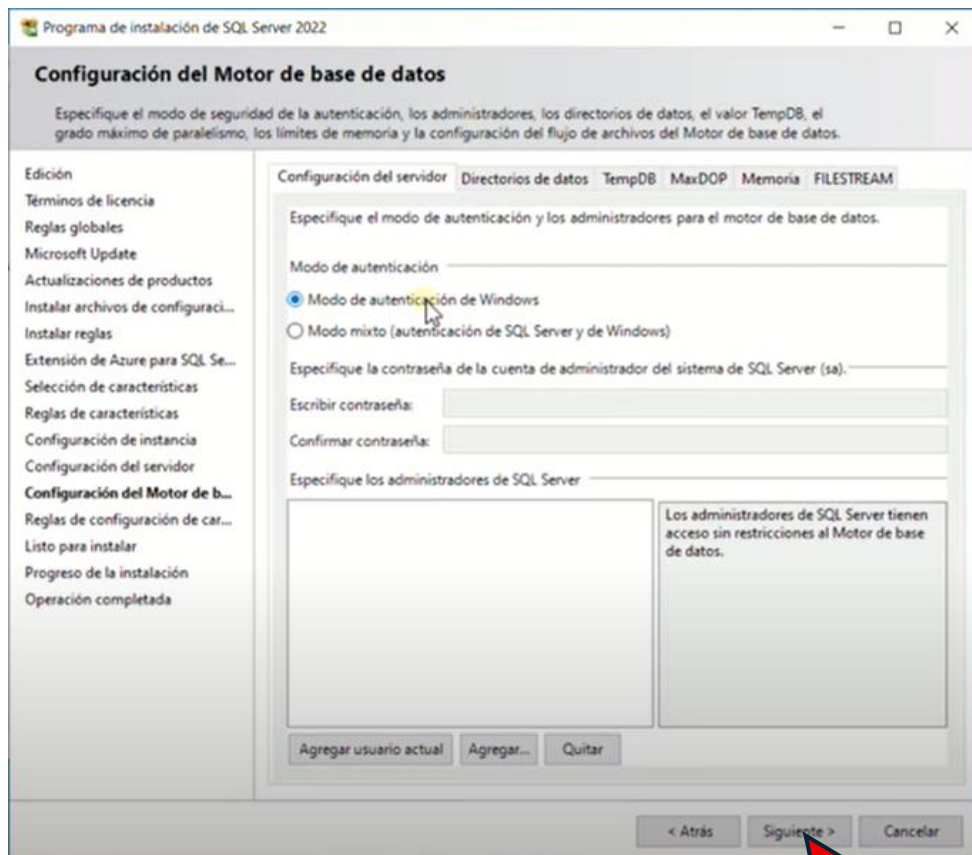 Programa de instalación de SQL Server 2022
Configuración del Motor de base de datos
Especifique el modo de seguridad de la autenticación, los administradores, los directorios de datos, el valor TempDB, el
grado máximo de paralelismo, los límites de memoria y la configuración del flujo de archivos del Motor de base de datos.
Edición
Términos de licencia
Reglas globales
Microsoft Update
Actualizaciones de productos
Instalar archivos de configuraci...
Instalar reglas
Extensión de Azure para SQL Se...
Selección de características
Reglas de características
Configuración de instancia
Configuración del servidor
Configuración del Motor de b...
Reglas de configuración de car...
Listo para instalar
Progreso de la instalación
Operación completada
Configuración del servidor Directorios de datos TempDB MaxDOP Memoria FILESTREAM
Especifique el modo de autenticación y los administradores para el motor de base de datos.
Modo de autenticación
Modo de autenticación de Windows
Modo mixto (autenticación de SQL Server y de Windows)
Especifique la contraseña de la cuenta de administrador del sistema de SQL Server (sa).
Escribir contraseña:
Confirmar contraseña:
Especifique los administradores de SQL Server
Los administradores de SQL Server tienen
acceso sin restricciones al Motor de base
de datos.
Agregar usuario actual Agregar... Quitar
< Atrás Siguiente > Cancelar